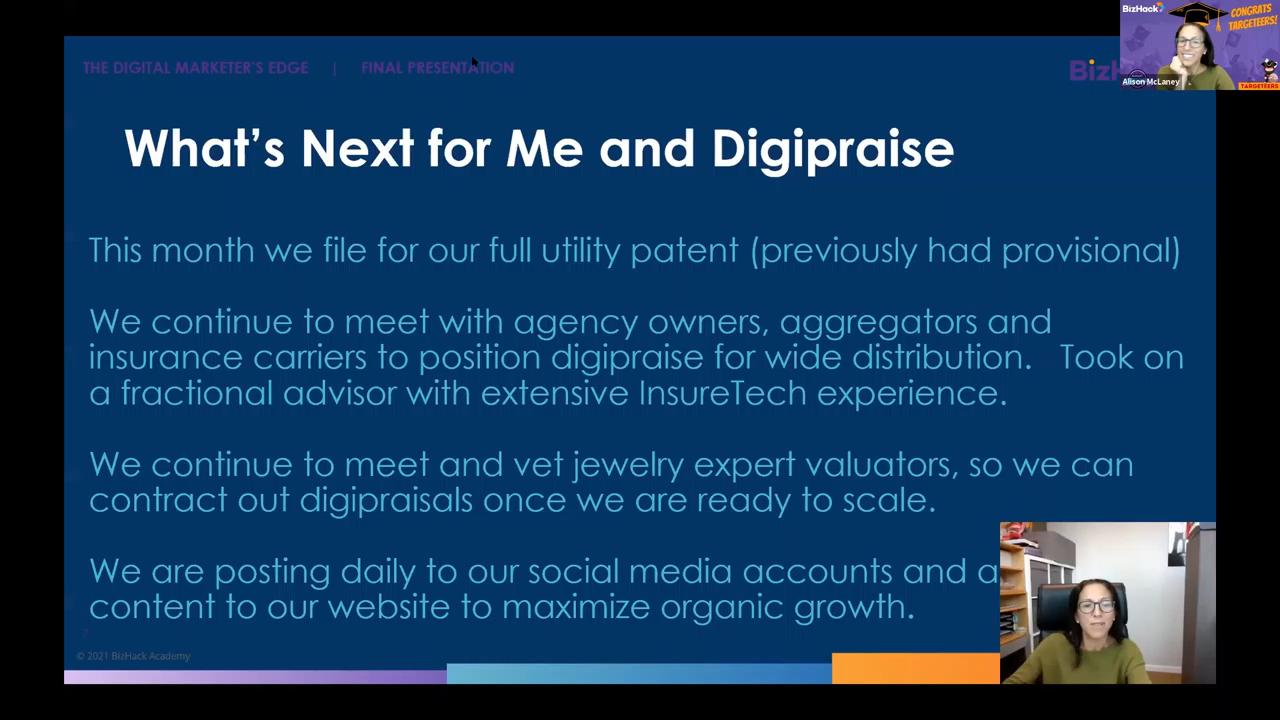 BizHack
CONGRATS
TARGETEERS!
Alison McLaney
TARGETEERS
THE DIGITAL MARKETER'S EDGE | FINAL PRESENTATION
What's Next for Me and Digipraise
This month we file for our full utility patent (previously had provisional)
We continue to meet with agency owners, aggregators and
insurance carriers to position digipraise for wide distribution. Took on
a fractional advisor with extensive InsureTech experience.
We continue to meet and vet jewelry expert valuators, so we can
contract out digipraisals once we are ready to scale.
We are posting daily to our social media accounts and a
content to our website to maximize organic growth.
7
© 2021 BizHack Academy